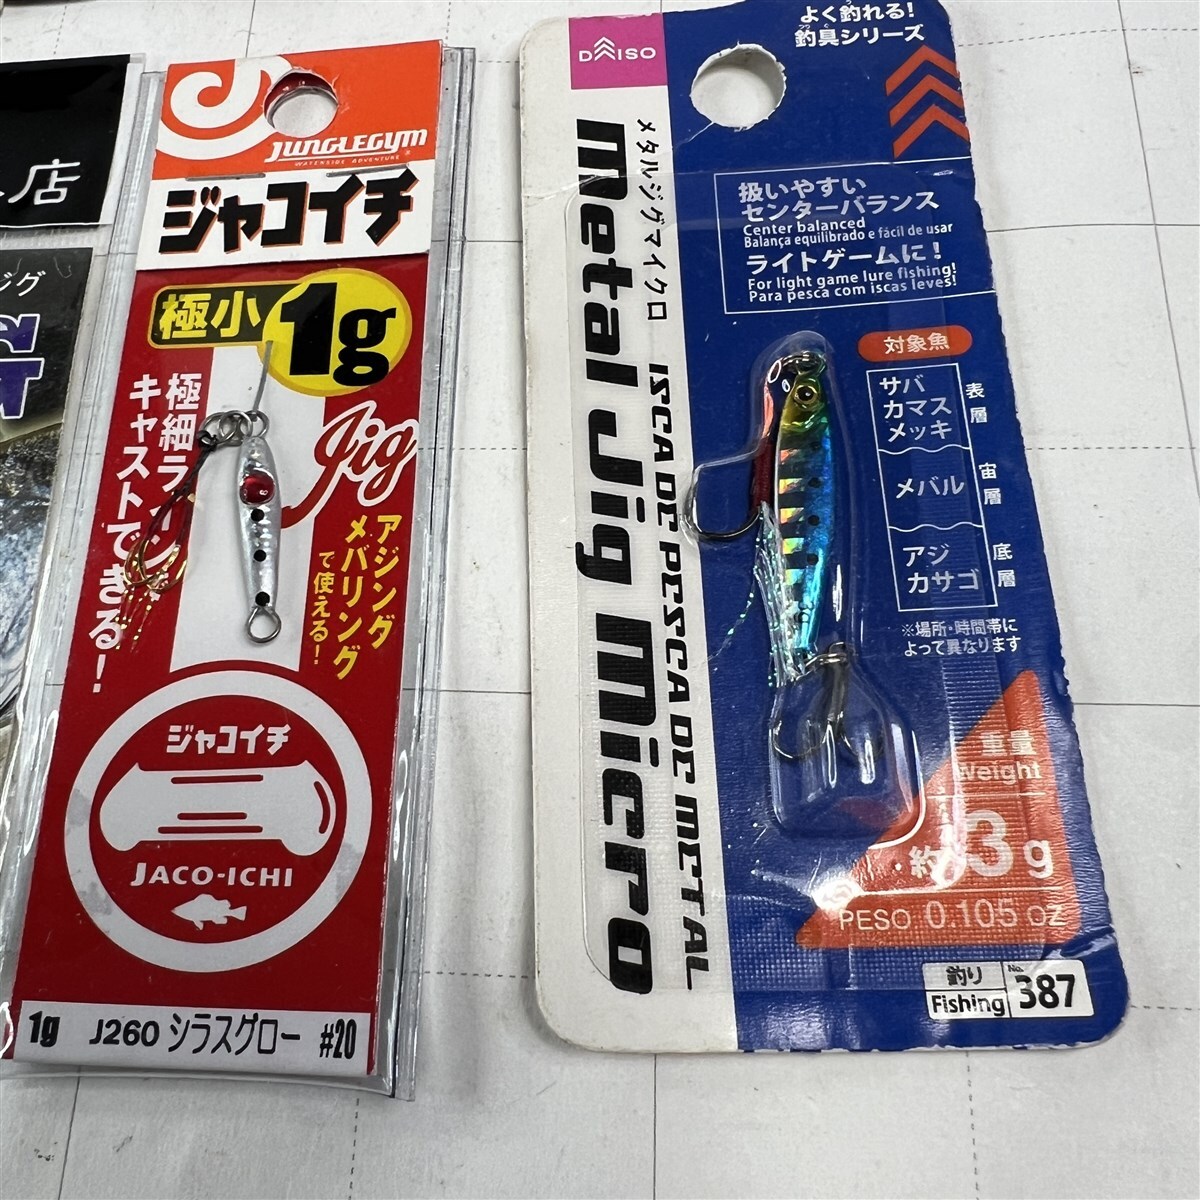 店
ジグ
JUNGLEGYM
WATERSIDE ADVENTURE
ジャコイチ
極小
1g
Jig
極細ラインで
キャストできる!
アジング
メバリング
で使える!
ジャコイチ
JACO-ICHI
1g J260 シラスグロー #20
DAISO
よく釣れる!
釣具シリーズ
メタルジグマイクロ
Metal Jig Micro
ISCA DE PESCA DE METAL
扱いやすい
センターバランス
Center balanced
Balança equilibrado e fácil de usar
ライトゲームに!
For light game lure fishing!
Para pesca com iscas leves!
対象魚
サバ
カマス
メッキ
表層
メバル
宙層
アジ
カサゴ
底層
※場所・時間帯に
よって異なります
重量
Weight
約3g
PESO 0.105 OZ
釣り
Fishing
No.
387